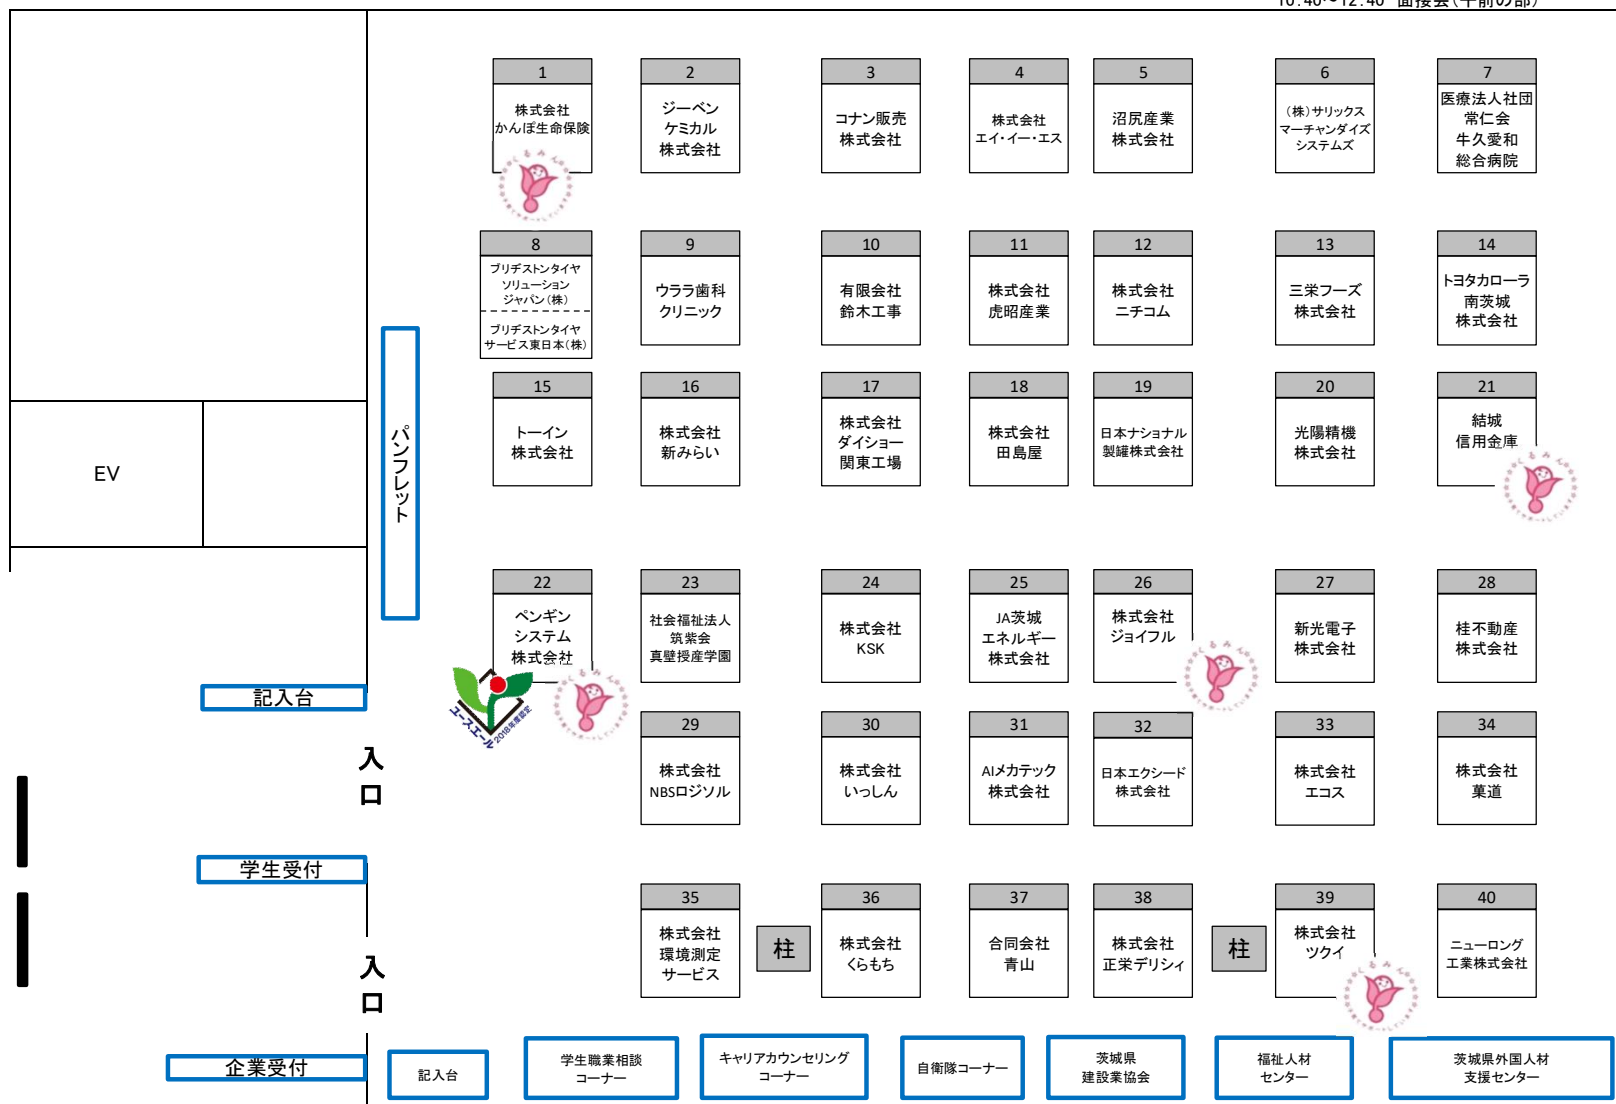 10:40~12:40 面接会(午前の部)
1
株式会社
かんぽ生命保険
くるみん
2
ジーベン
ケミカル
株式会社
3
コナン販売
株式会社
4
株式会社
エイ・イー・エス
5
沼尻産業
株式会社
6
(株)サリックス
マーチャンダイズ
システムズ
7
医療法人社団
常仁会
牛久愛和
総合病院
8
ブリヂストンタイヤ
ソリューション
ジャパン(株)
ブリヂストンタイヤ
サービス東日本(株)
9
ウララ歯科
クリニック
10
有限会社
鈴木工事
11
株式会社
虎昭産業
12
株式会社
ニチコム
13
三栄フーズ
株式会社
14
トヨタカローラ
南茨城
株式会社
パンフレット
EV
15
トーイン
株式会社
16
株式会社
新みらい
17
株式会社
ダイショー
関東工場
18
株式会社
田島屋
19
日本ナショナル
製罐株式会社
20
光陽精機
株式会社
21
結城
信用金庫
くるみん
22
ペンギン
システム
株式会社
ユースエール
2018年度認定
くるみん
23
社会福祉法人
筑紫会
真壁授産学園
24
株式会社
KSK
25
JA茨城
エネルギー
株式会社
26
株式会社
ジョイフル
くるみん
27
新光電子
株式会社
28
桂不動産
株式会社
記入台
入
口
29
株式会社
NBSロジソル
30
株式会社
いっしん
31
AIメカテック
株式会社
32
日本エクシード
株式会社
33
株式会社
エコス
34
株式会社
菓道
学生受付
入
口
35
株式会社
環境測定
サービス
柱
36
株式会社
くらもち
37
合同会社
青山
38
株式会社
正栄デリシィ
柱
39
株式会社
ツクイ
くるみん
40
ニューロング
工業株式会社
企業受付
記入台
学生職業相談
コーナー
キャリアカウンセリング
コーナー
自衛隊コーナー
茨城県
建設業協会
福祉人材
センター
茨城県外国人材
支援センター